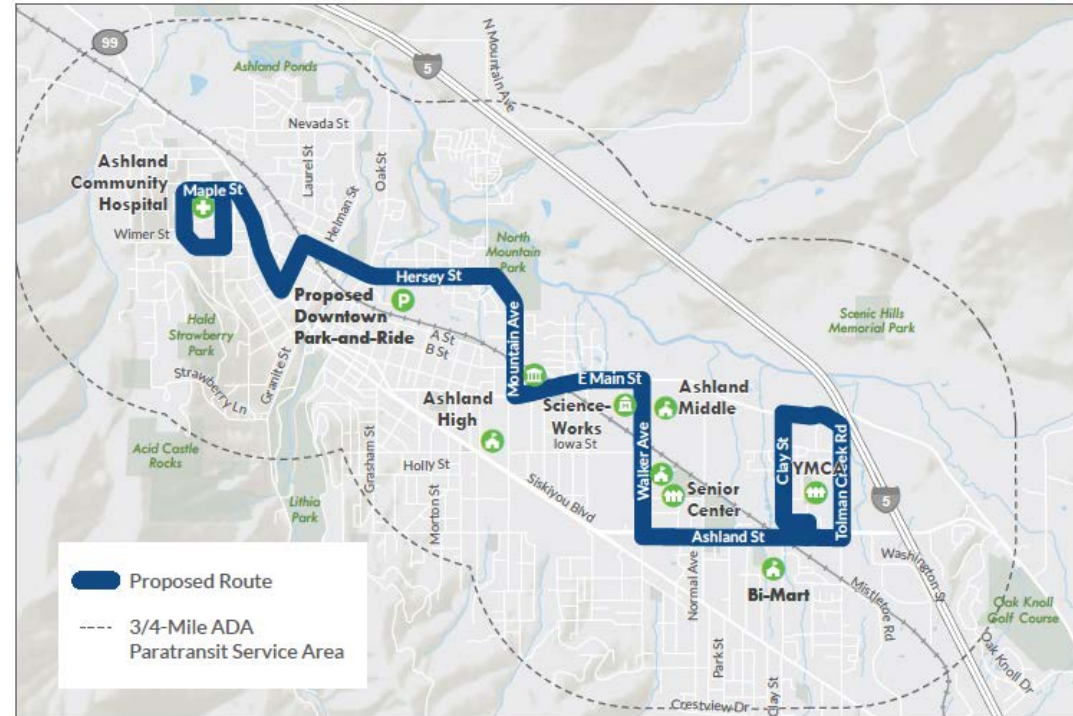 99
5
N Mountain Ave
Ashland Ponds
Nevada St
Ashland
Community
Hospital
Maple St
Laurel St
Oak St
Helman St
Wimer St
North
Mountain
Park
Hersey St
Proposed
Downtown
Park-and-Ride
P
Scenic Hills
Memorial Park
Hald
Strawberry
Park
A St
B St
Mountain Ave
Granite St
Strawberry Ln
E Main St
Ashland
Middle
Ashland
High
Science-
Works
Iowa St
Acid Castle
Rocks
Walker Ave
Clay St
YMCA
Tolman Creek Rd
Grasham St
Holly St
Siskiyou Blvd
Morton St
Senior
Center
5
Lithia
Park
Ashland St
Washington St
Normal Ave
Bi-Mart
Mistletoe Rd
Oak Knoll
Golf Course
Oak Knoll Dr
Park St
Clay St
Crestview Dr
Proposed Route
3/4-Mile ADA
Paratransit Service Area